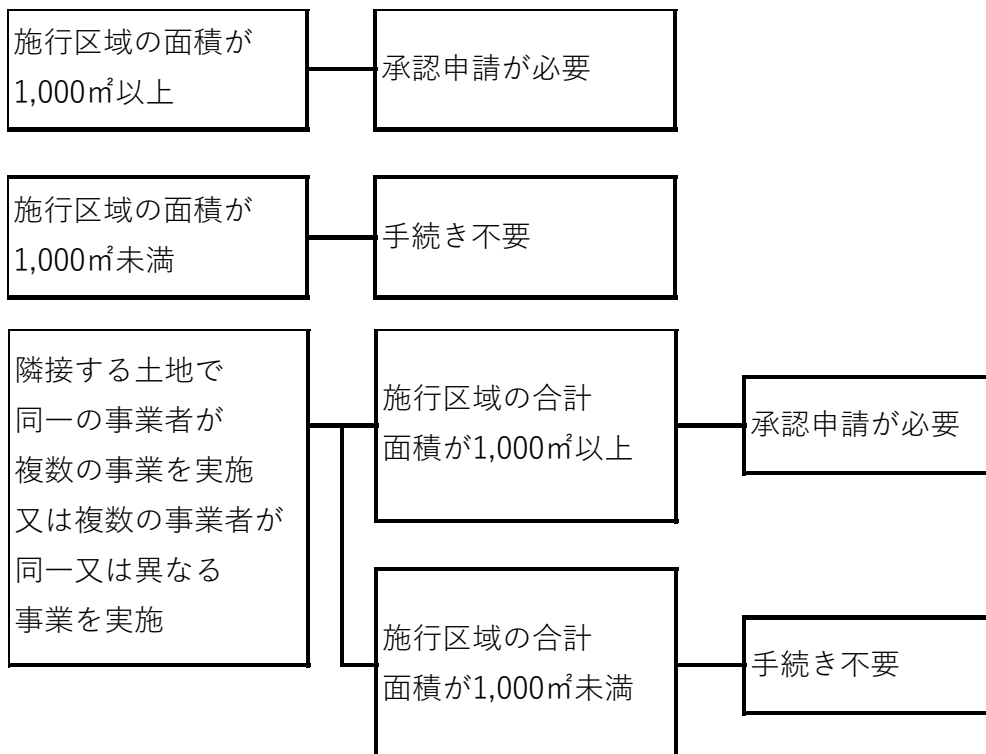 施行区域の面積が
1,000㎡以上
承認申請が必要
施行区域の面積が
1,000㎡未満
手続き不要
隣接する土地で
同一の事業者が
複数の事業を実施
又は複数の事業者が
同一又は異なる
事業を実施
施行区域の合計
面積が1,000㎡以上
承認申請が必要
施行区域の合計
面積が1,000㎡未満
手続き不要